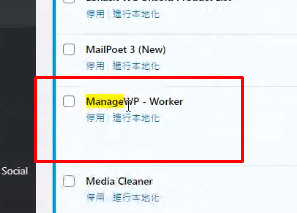 停用 | 進行本地化
MailPoet 3 (New)
停用 | 進行本地化
ManageWP - Worker
停用 | 進行本地化
Social
Media Cleaner
停用 | 進行本地化